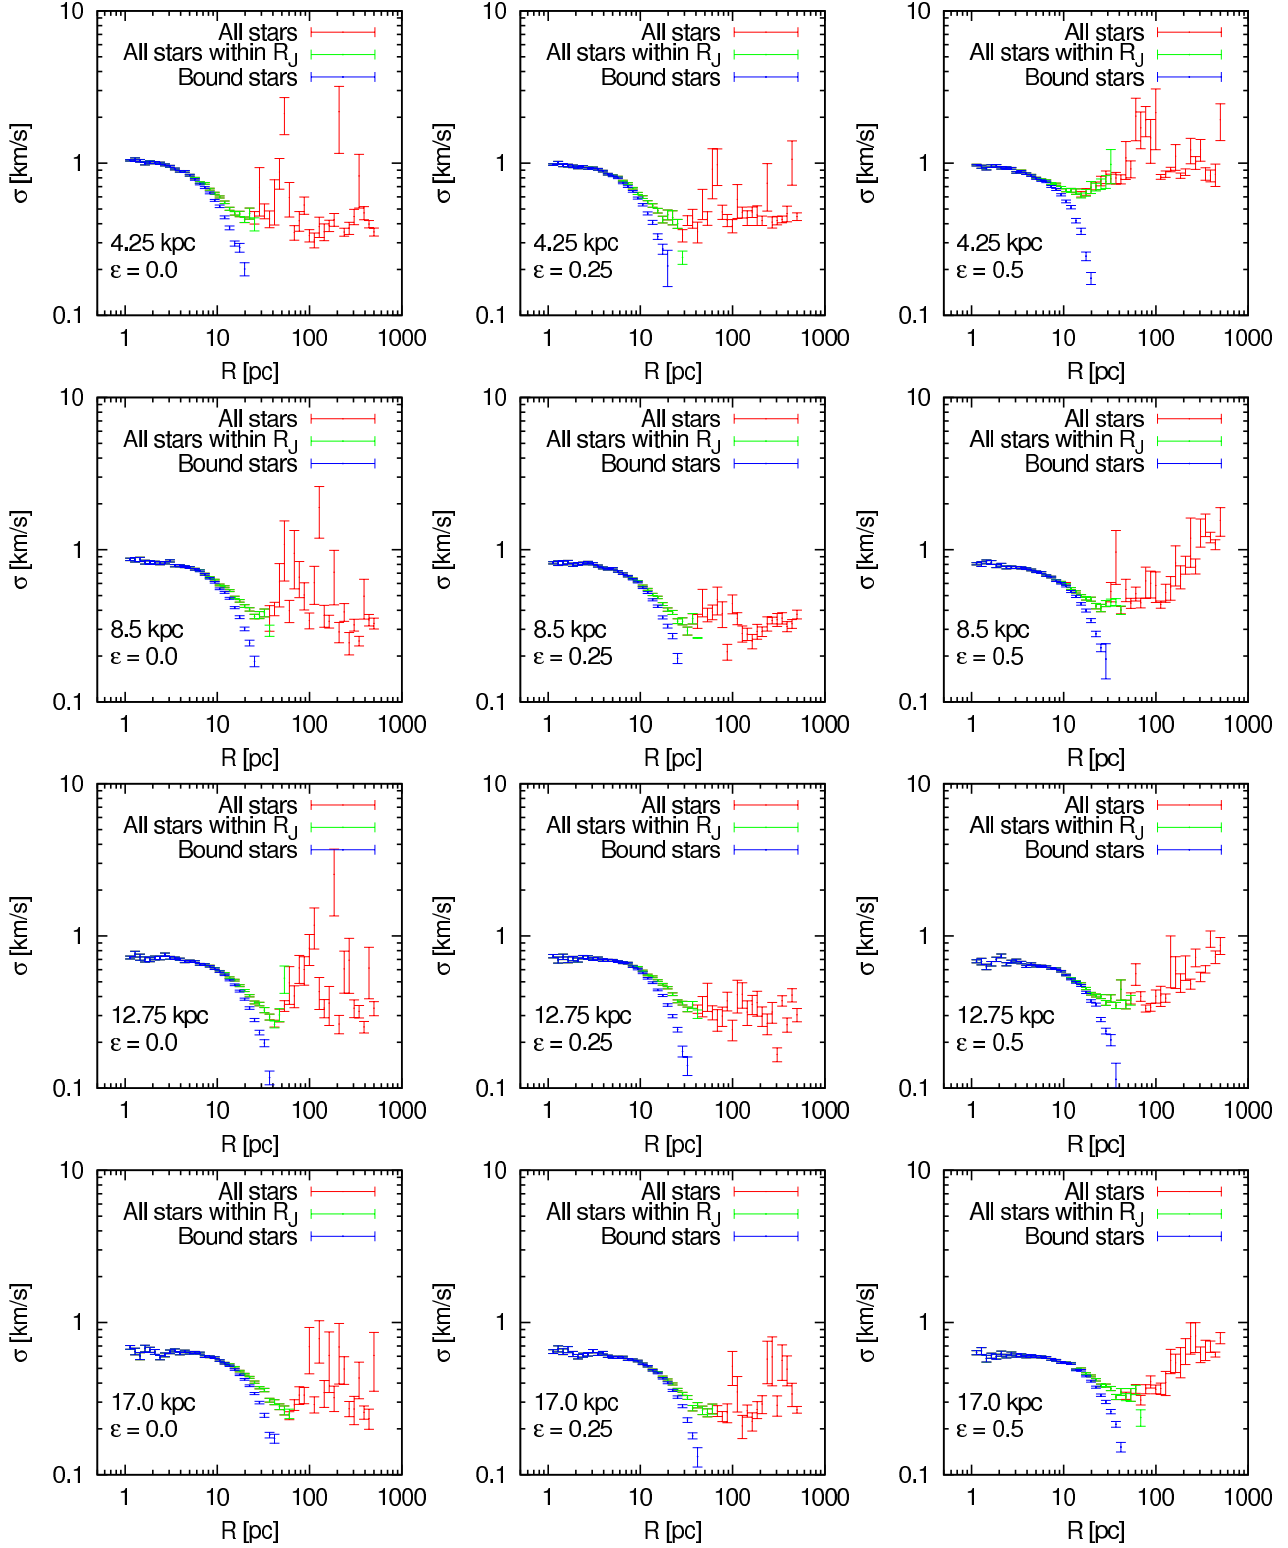 10
All stars
All stars within R_J
Bound stars
σ [km/s]
1
4.25 kpc
ε = 0.0
0.1
1 10 100 1000
R [pc]
10
All stars
All stars within R_J
Bound stars
σ [km/s]
1
4.25 kpc
ε = 0.25
0.1
1 10 100 1000
R [pc]
10
All stars
All stars within R_J
Bound stars
σ [km/s]
1
4.25 kpc
ε = 0.5
0.1
1 10 100 1000
R [pc]
10
All stars
All stars within R_J
Bound stars
σ [km/s]
1
8.5 kpc
ε = 0.0
0.1
1 10 100 1000
R [pc]
10
All stars
All stars within R_J
Bound stars
σ [km/s]
1
8.5 kpc
ε = 0.25
0.1
1 10 100 1000
R [pc]
10
All stars
All stars within R_J
Bound stars
σ [km/s]
1
8.5 kpc
ε = 0.5
0.1
1 10 100 1000
R [pc]
10
All stars
All stars within R_J
Bound stars
σ [km/s]
1
12.75 kpc
ε = 0.0
0.1
1 10 100 1000
R [pc]
10
All stars
All stars within R_J
Bound stars
σ [km/s]
1
12.75 kpc
ε = 0.25
0.1
1 10 100 1000
R [pc]
10
All stars
All stars within R_J
Bound stars
σ [km/s]
1
12.75 kpc
ε = 0.5
0.1
1 10 100 1000
R [pc]
10
All stars
All stars within R_J
Bound stars
σ [km/s]
1
17.0 kpc
ε = 0.0
0.1
1 10 100 1000
R [pc]
10
All stars
All stars within R_J
Bound stars
σ [km/s]
1
17.0 kpc
ε = 0.25
0.1
1 10 100 1000
R [pc]
10
All stars
All stars within R_J
Bound stars
σ [km/s]
1
17.0 kpc
ε = 0.5
0.1
1 10 100 1000
R [pc]